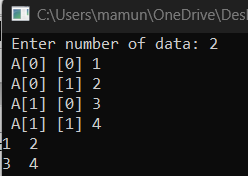 C:\Users\mamun\OneDrive\Des
Enter number of data: 2
A[0] [0] 1
A[0] [1] 2
A[1] [0] 3
A[1] [1] 4
1  2
3  4